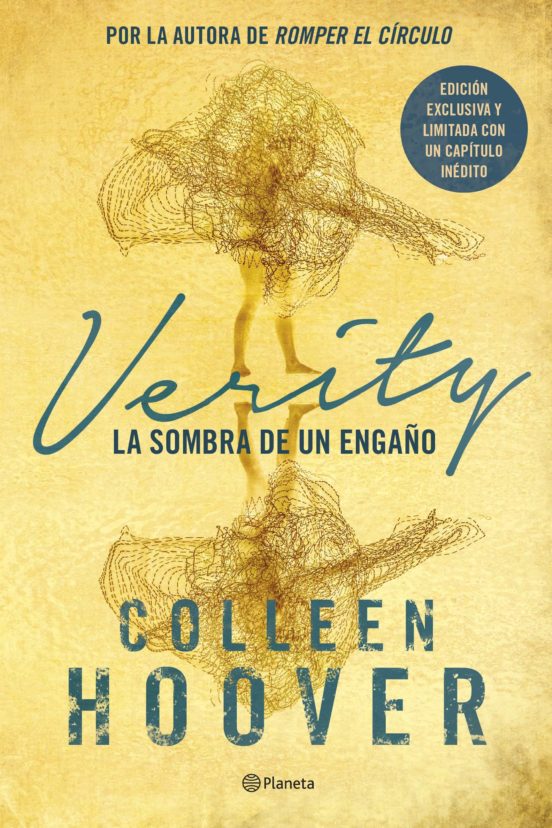 POR LA AUTORA DE ROMPER EL CÍRCULO
EDICIÓN
EXCLUSIVA Y
LIMITADA CON
UN CAPÍTULO
INÉDITO
Verity
LA SOMBRA DE UN ENGAÑO
COLLEEN
HOOVER
Planeta